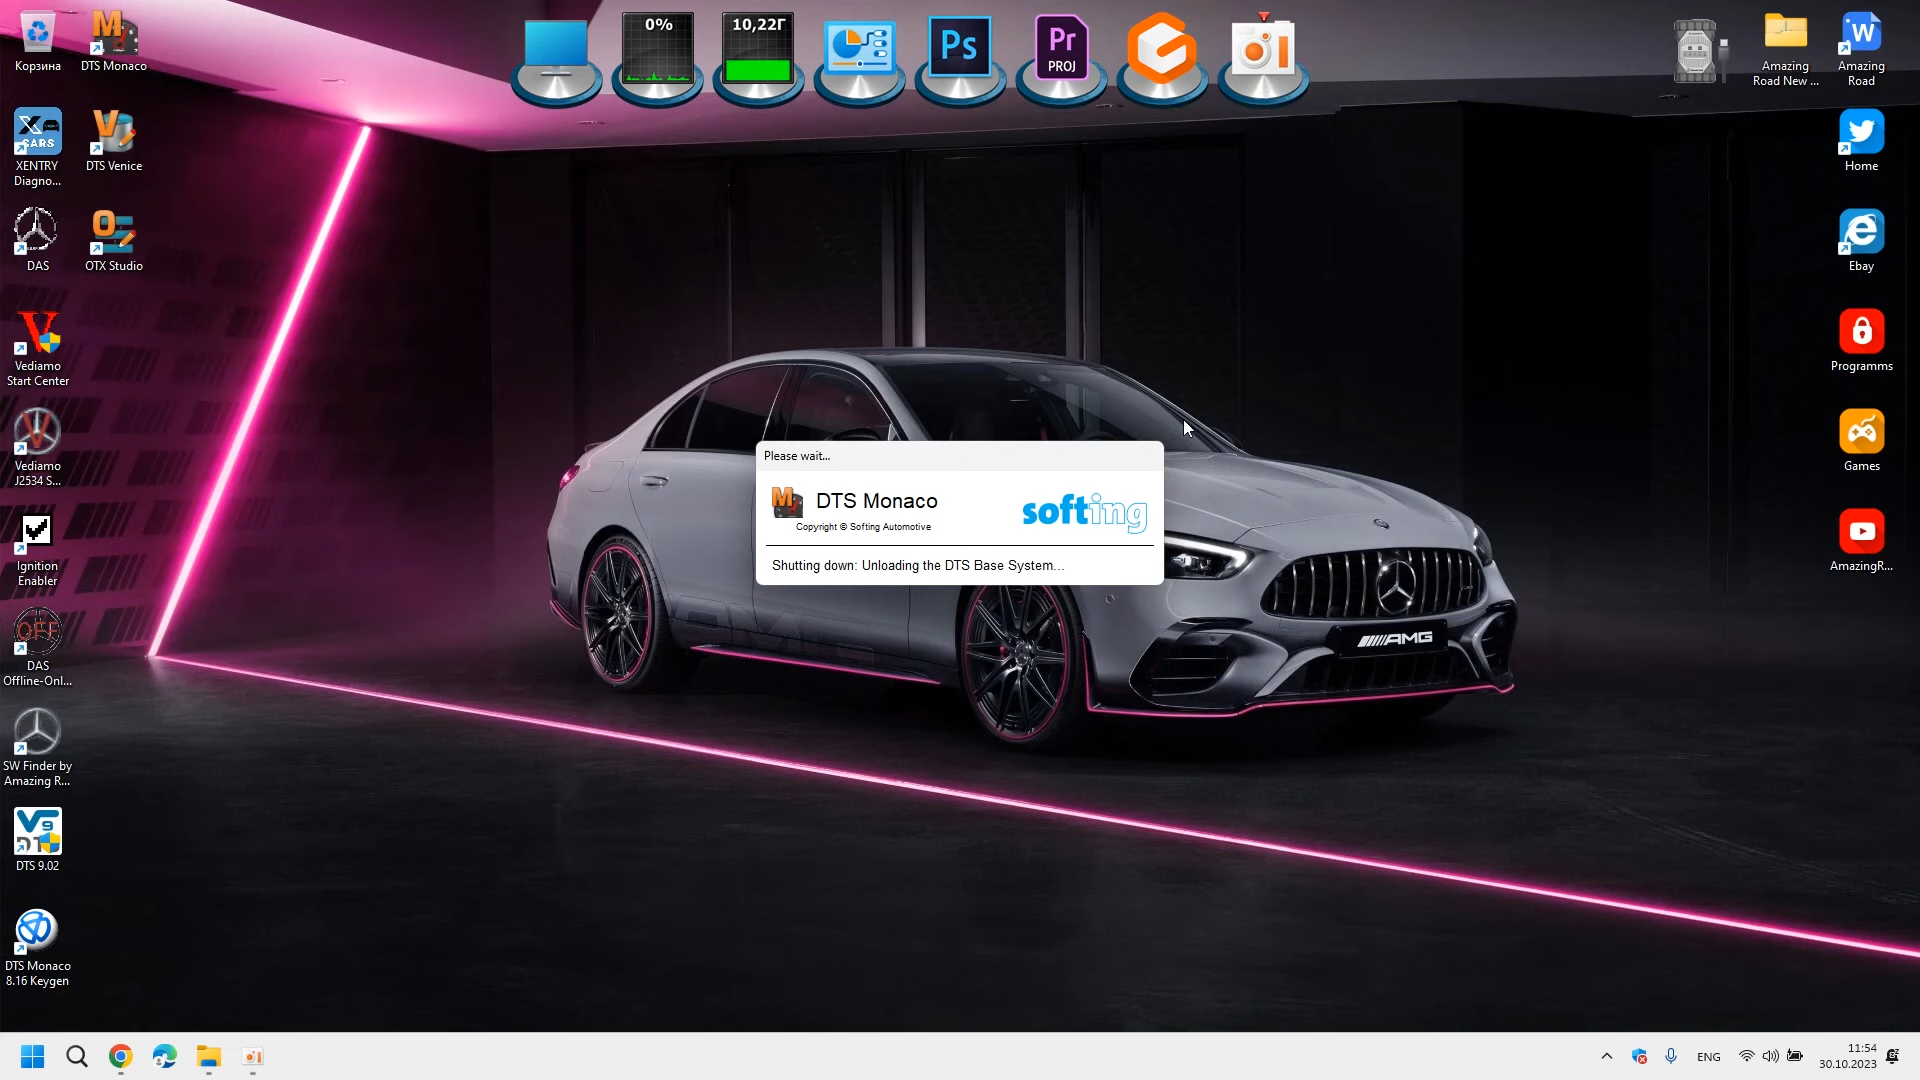 Корзина
DTS Monaco
0%
10,22Г
Ps
Pr
PROJ
Amazing
Road New ...
W
Amazing
Road
X
CARS
XENTRY
Diagno...
DTS Venice
Home
DAS
OTX Studio
Ebay
Vediamo
Start Center
Programms
Vediamo
J2534 S...
Games
Please wait...
DTS Monaco
Copyright © Softing Automotive
softing
Shutting down: Unloading the DTS Base System...
Ignition
Enabler
AmazingR...
AMG
OFF
DAS
Offline-Onl...
SW Finder by
Amazing R...
V9
DTS 9.02
DTS Monaco
8.16 Keygen
ENG
11:54
30.10.2023